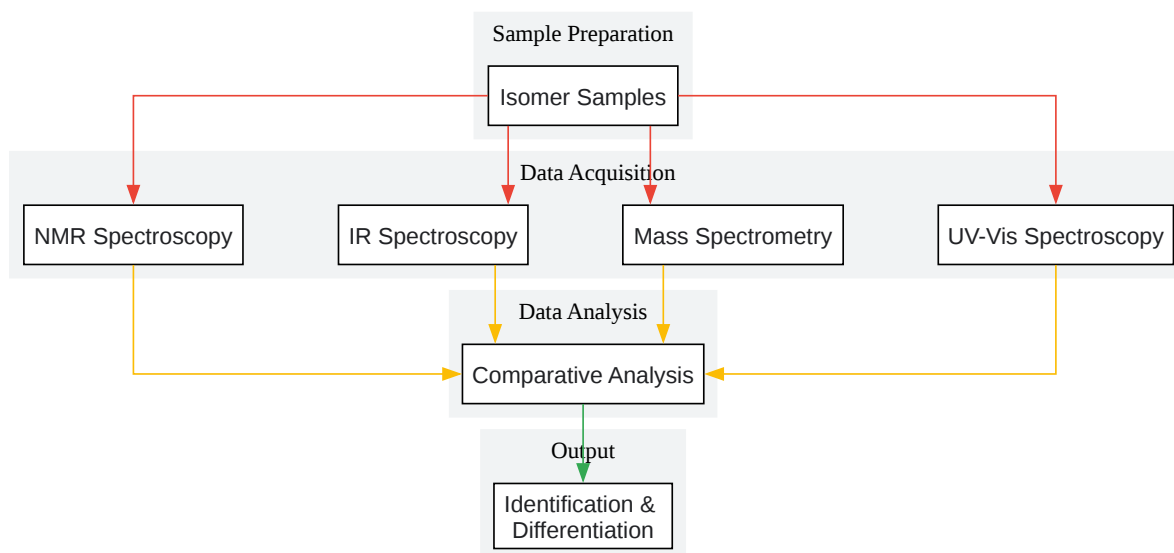 Sample Preparation
Isomer Samples
Data Acquisition
NMR Spectroscopy
IR Spectroscopy
Mass Spectrometry
UV-Vis Spectroscopy
Data Analysis
Comparative Analysis
Output
Identification &
Differentiation